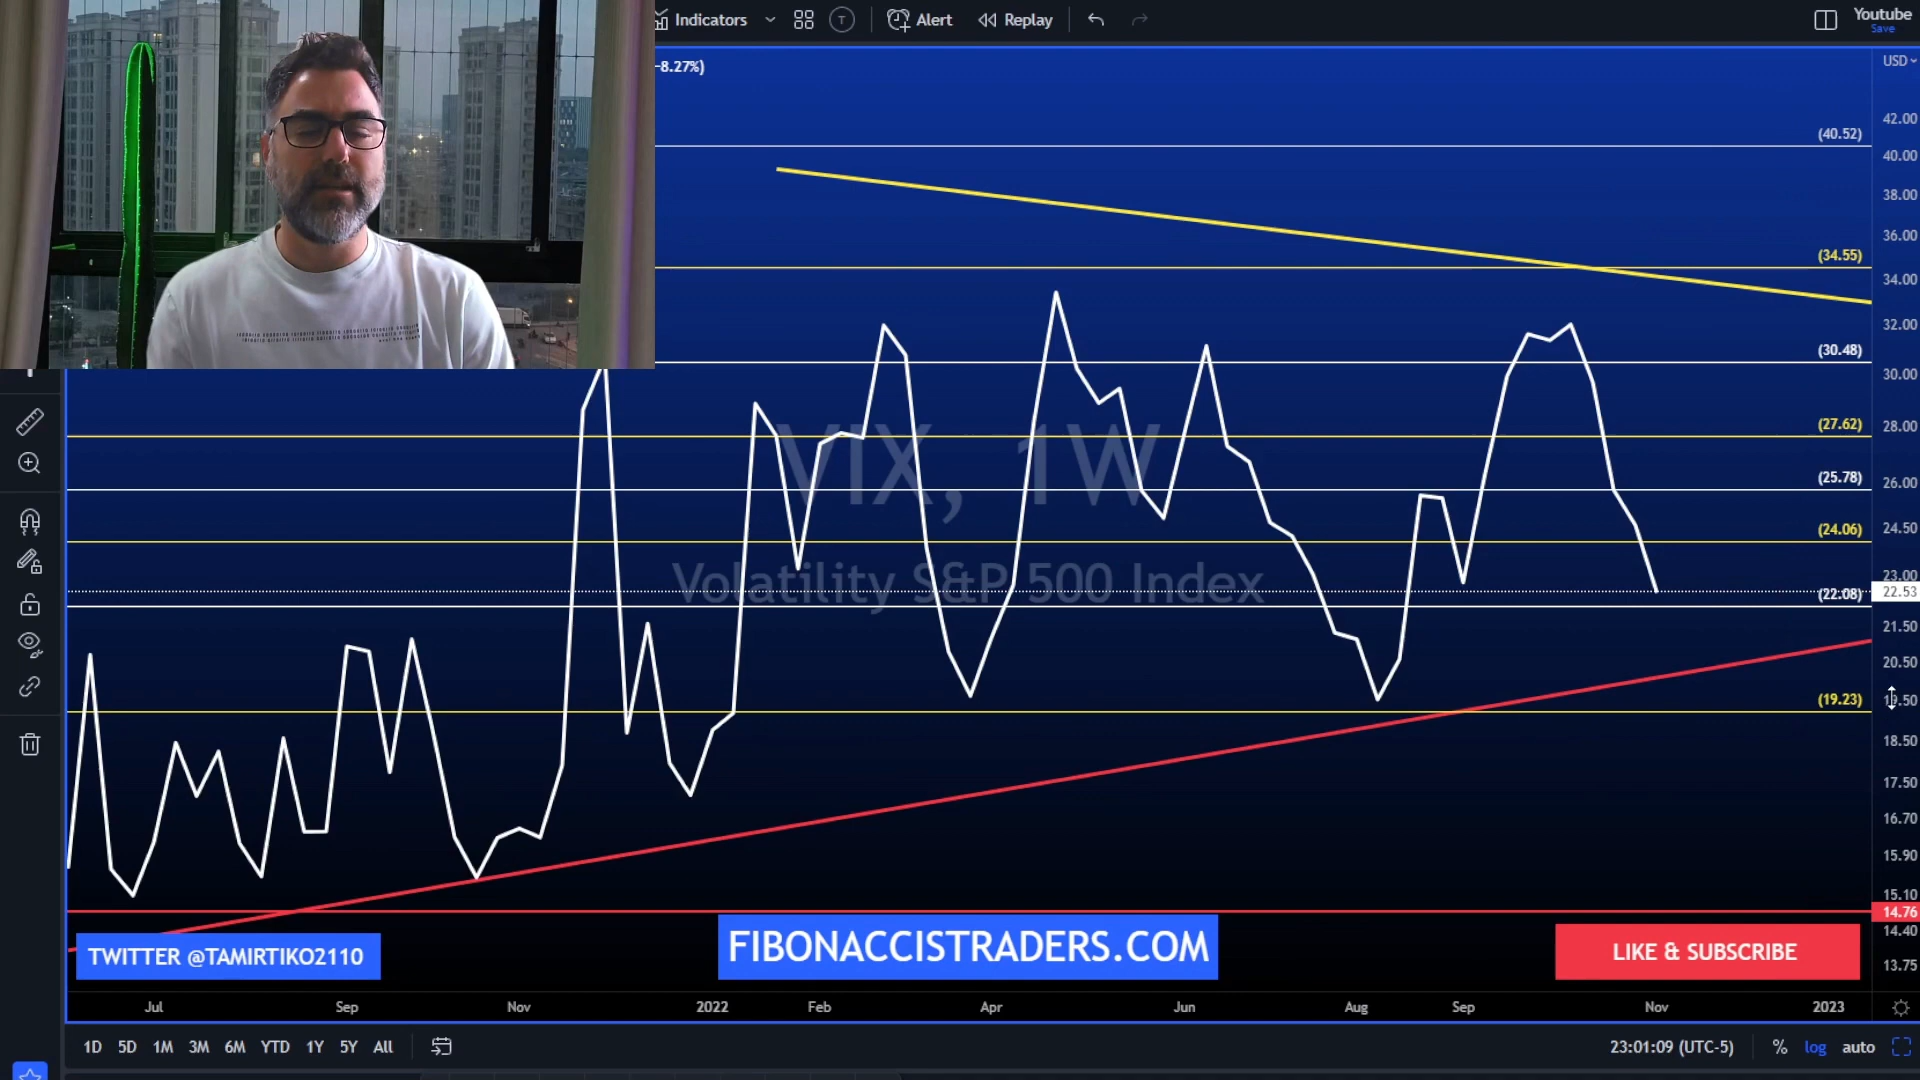 Indicators
T
Alert
Replay
Youtube
Save
-8.27%)
USD
42.00
(40.52)
40.00
38.00
36.00
(34.55)
34.00
32.00
(30.48)
30.00
(27.62)
28.00
(25.78)
26.00
(24.06)
24.50
VIX, 1W
Volatility S&P 500 Index
23.00
(22.08)
22.53
21.50
20.50
(19.23)
19.50
18.50
17.50
16.70
15.90
15.10
14.76
14.40
13.75
TWITTER @TAMIRTIKO2110
FIBONACCISTRADERS.COM
LIKE & SUBSCRIBE
Jul Sep Nov 2022 Feb Apr Jun Aug Sep Nov 2023
1D 5D 1M 3M 6M YTD 1Y 5Y All
23:01:09 (UTC-5) % log auto